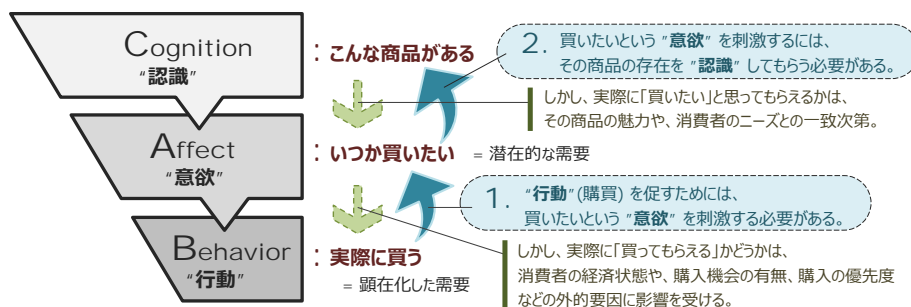 Cognition
“認識”
：こんな商品がある
2. 買いたいという “意欲” を刺激するには、
その商品の存在を “認識” してもらう必要がある。
しかし、実際に「買いたい」と思ってもらえるかは、
その商品の魅力や、消費者のニーズとの一致次第。
Affect
“意欲”
：いつか買いたい = 潜在的な需要
1. “行動”(購買) を促すためには、
買いたいという “意欲” を刺激する必要がある。
Behavior
“行動”
：実際に買う
= 顕在化した需要
しかし、実際に「買ってもらえる」かどうかは、
消費者の経済状態や、購入機会の有無、購入の優先度
などの外的要因に影響を受ける。